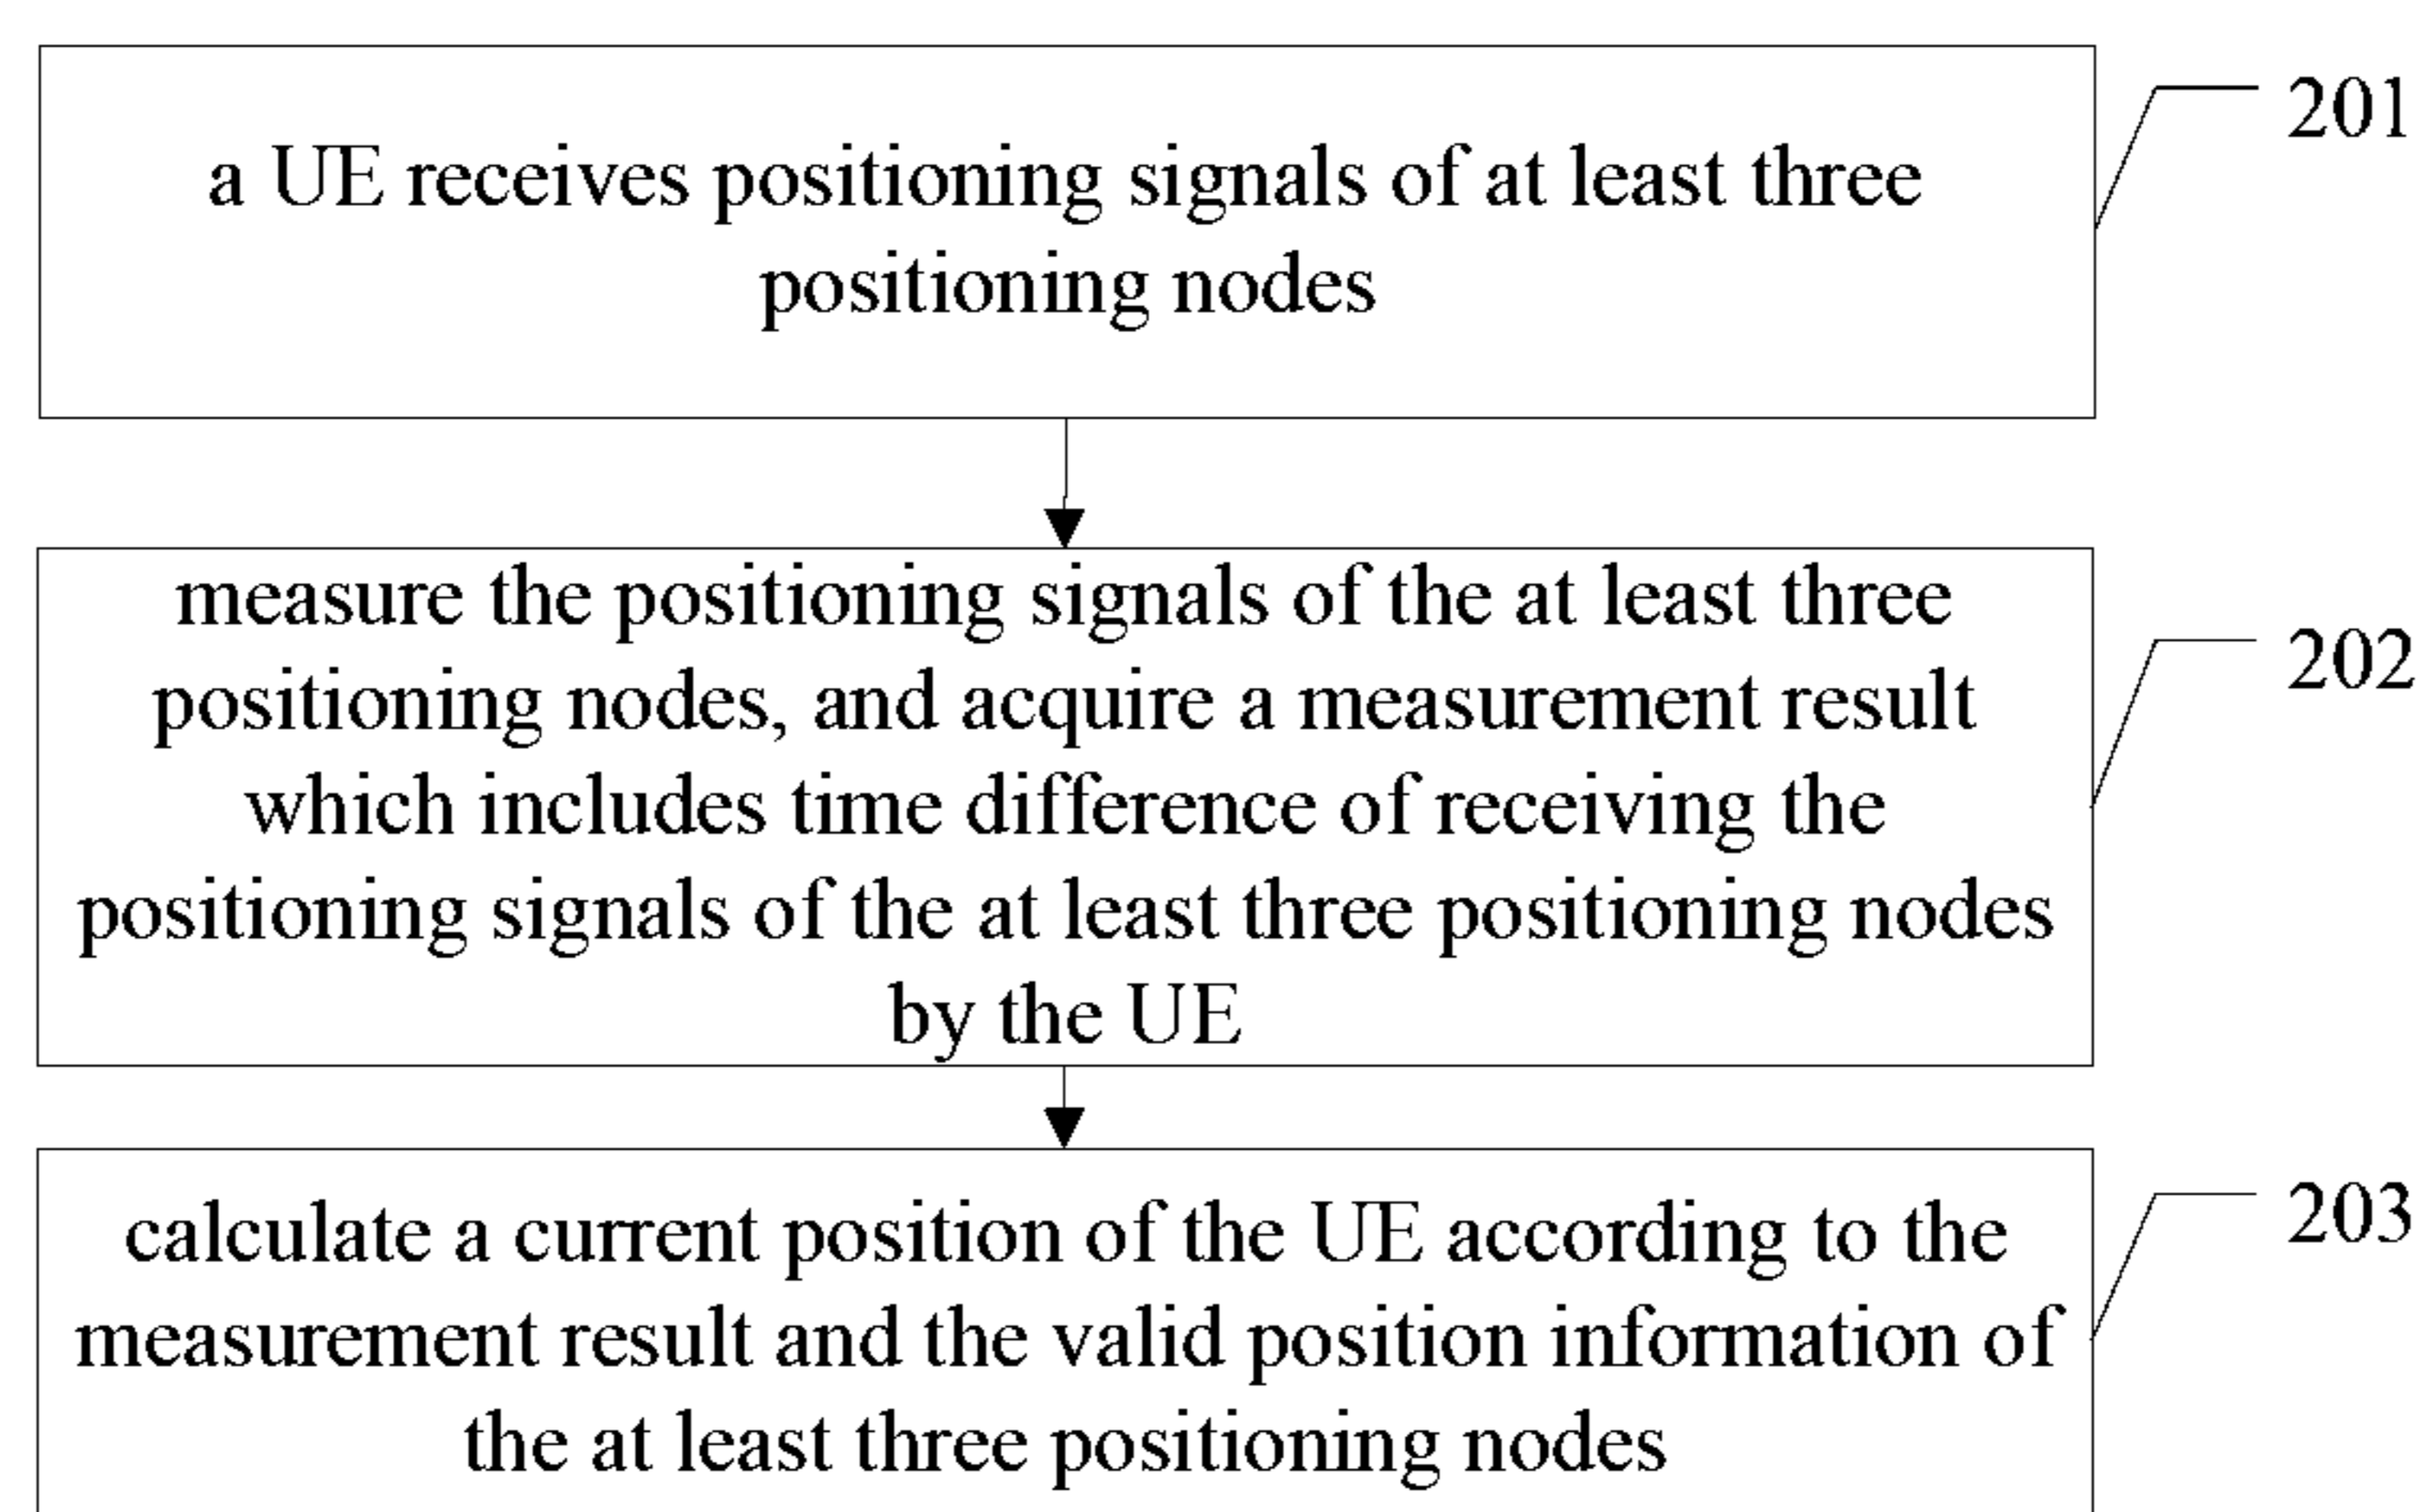 a UE receives positioning signals of at least three
positioning nodes
201
measure the positioning signals of the at least three
positioning nodes, and acquire a measurement result
which includes time difference of receiving the
positioning signals of the at least three positioning nodes
by the UE
202
calculate a current position of the UE according to the
measurement result and the valid position information of
the at least three positioning nodes
203